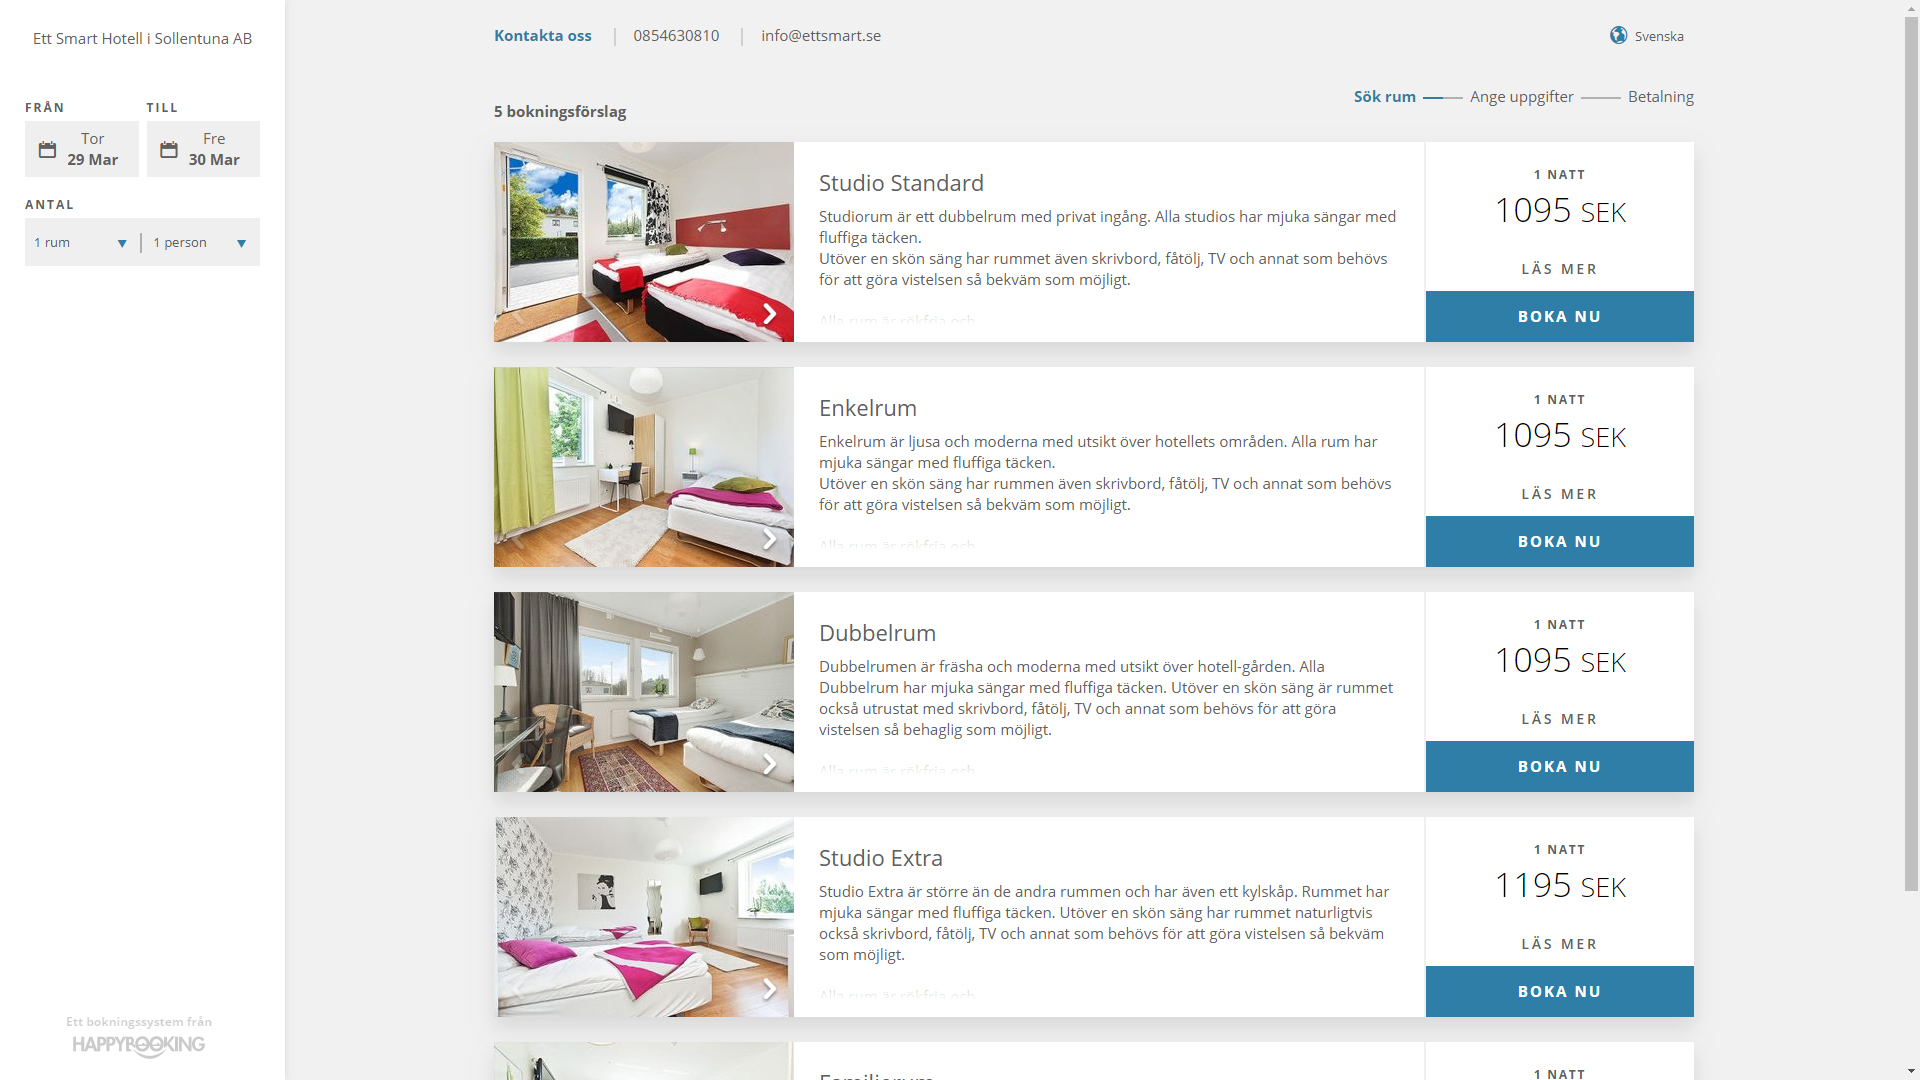 Ett Smart Hotell i Sollentuna AB
FRÅN
TILL
Tor
29 Mar
Fre
30 Mar
ANTAL
1 rum
1 person
Ett bokningssystem från
HAPPYBOOKING
Kontakta oss
0854630810
info@ettsmart.se
Svenska
5 bokningsförslag
Sök rum
Ange uppgifter
Betalning
Studio Standard
Studiorum är ett dubbelrum med privat ingång. Alla studios har mjuka sängar med
fluffiga täcken.
Utöver en skön säng har rummet även skrivbord, fåtölj, TV och annat som behövs
för att göra vistelsen så bekväm som möjligt.
Alla rum är rökfria och
1 NATT
1095 SEK
LÄS MER
BOKA NU
Enkelrum
Enkelrum är ljusa och moderna med utsikt över hotellets områden. Alla rum har
mjuka sängar med fluffiga täcken.
Utöver en skön säng har rummen även skrivbord, fåtölj, TV och annat som behövs
för att göra vistelsen så bekväm som möjligt.
Alla rum är rökfria och
1 NATT
1095 SEK
LÄS MER
BOKA NU
Dubbelrum
Dubbelrumen är fräsha och moderna med utsikt över hotell-gården. Alla
Dubbelrum har mjuka sängar med fluffiga täcken. Utöver en skön säng är rummet
också utrustat med skrivbord, fåtölj, TV och annat som behövs för att göra
vistelsen så behaglig som möjligt.
Alla rum är rökfria och
1 NATT
1095 SEK
LÄS MER
BOKA NU
Studio Extra
Studio Extra är större än de andra rummen och har även ett kylskåp. Rummet har
mjuka sängar med fluffiga täcken. Utöver en skön säng har rummet naturligtvis
också skrivbord, fåtölj, TV och annat som behövs för att göra vistelsen så bekväm
som möjligt.
Alla rum är rökfria och
1 NATT
1195 SEK
LÄS MER
BOKA NU
Familjerum
1 NATT